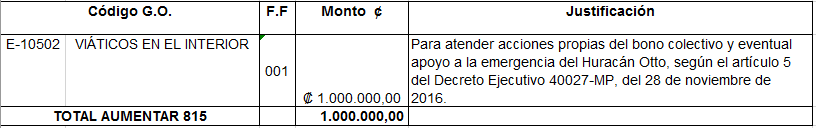 Código G.O. F.F Monto ₡ Justificación
E-10502 VIÁTICOS EN EL INTERIOR 001 ₡ 1.000.000,00 Para atender acciones propias del bono colectivo y eventual
apoyo a la emergencia del Huracán Otto, según el artículo 5
del Decreto Ejecutivo 40027-MP, del 28 de noviembre de
2016.
TOTAL AUMENTAR 815 1.000.000,00